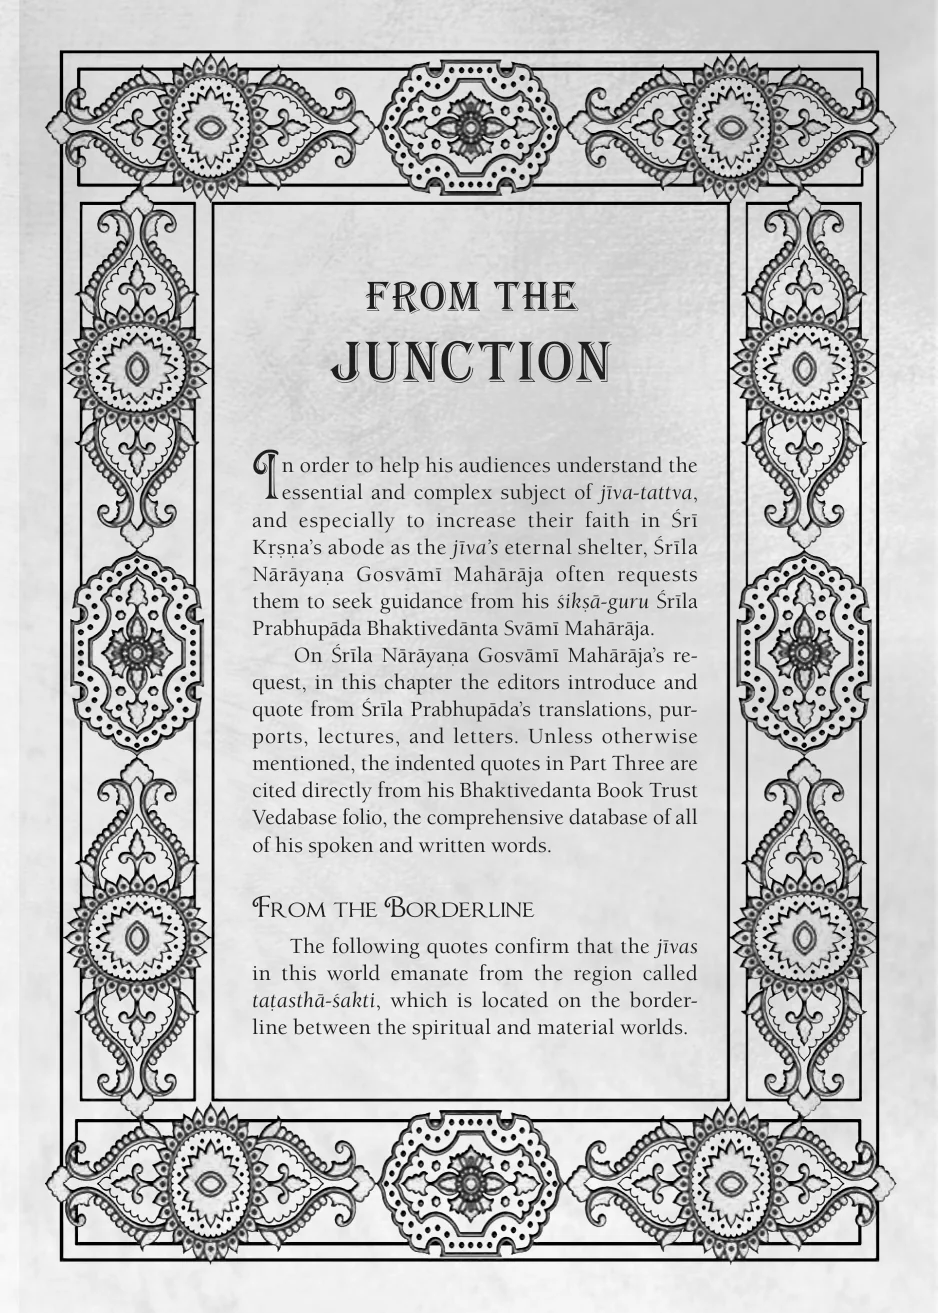 FROM THE
JUNCTION
In order to help his audiences understand the
essential and complex subject of jīva-tattva,
and especially to increase their faith in Śrī
Kṛṣṇa’s abode as the jīva’s eternal shelter, Śrīla
Nārāyaṇa Gosvāmī Mahārāja often requests
them to seek guidance from his śikṣā-guru Śrīla
Prabhupāda Bhaktivedānta Svāmī Mahārāja.
On Śrīla Nārāyaṇa Gosvāmī Mahārāja’s re-
quest, in this chapter the editors introduce and
quote from Śrīla Prabhupāda’s translations, pur-
ports, lectures, and letters. Unless otherwise
mentioned, the indented quotes in Part Three are
cited directly from his Bhaktivedanta Book Trust
Vedabase folio, the comprehensive database of all
of his spoken and written words.
FROM THE BORDERLINE
The following quotes confirm that the jīvas
in this world emanate from the region called
taṭasthā-śakti, which is located on the border-
line between the spiritual and material worlds.